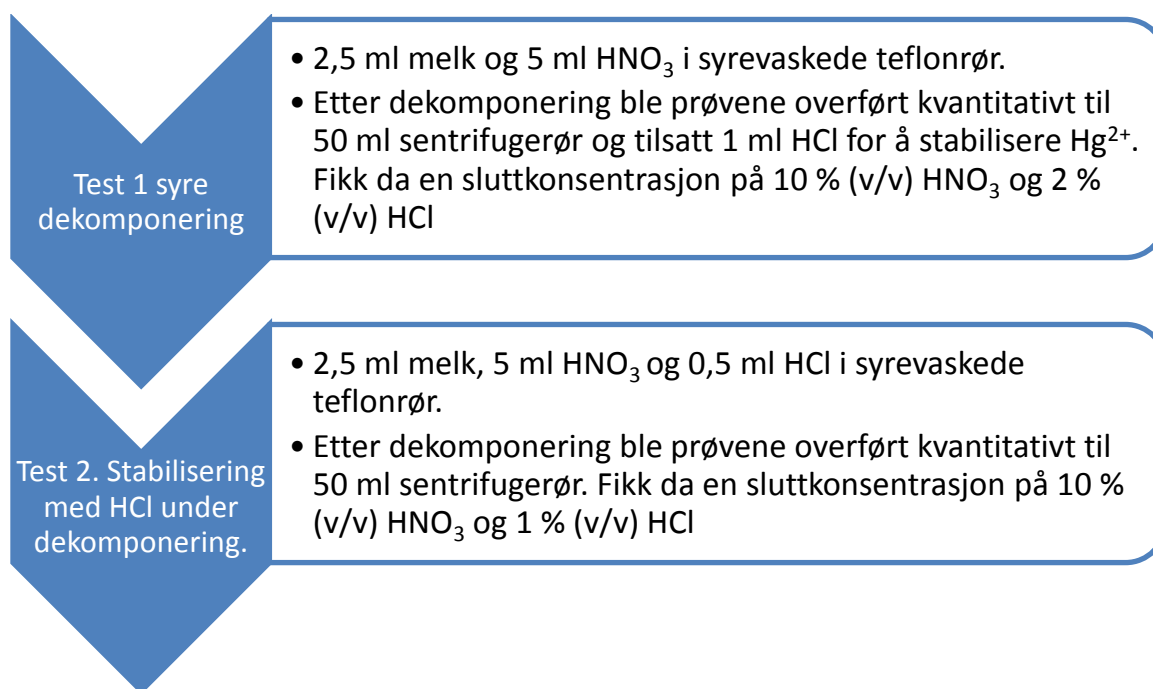 Test 1 syre
dekomponering
• 2,5 ml melk og 5 ml HNO₃ i syrevaskede teflonrør.
• Etter dekomponering ble prøvene overført kvantitativt til
50 ml sentrifugerør og tilsatt 1 ml HCl for å stabilisere Hg²⁺.
Fikk da en sluttkonsentrasjon på 10 % (v/v) HNO₃ og 2 %
(v/v) HCl
Test 2. Stabilisering
med HCl under
dekomponering.
• 2,5 ml melk, 5 ml HNO₃ og 0,5 ml HCl i syrevaskede
teflonrør.
• Etter dekomponering ble prøvene overført kvantitativt til
50 ml sentrifugerør. Fikk da en sluttkonsentrasjon på 10 %
(v/v) HNO₃ og 1 % (v/v) HCl